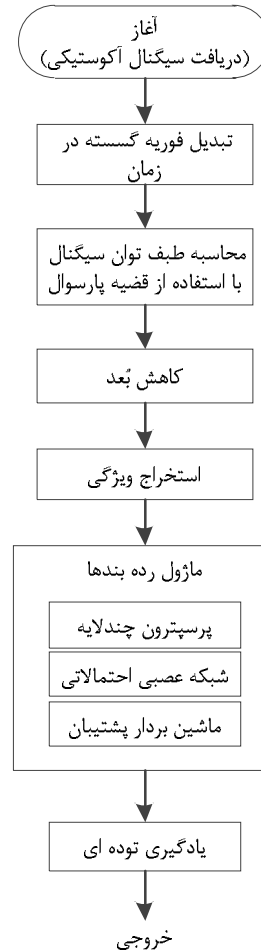 آغاز
(دریافت سیگنال آکوستیکی)
تبدیل فوریه گسسته در
زمان
محاسبه طیف توان سیگنال
با استفاده از قضیه پارسوال
کاهش بُعد
استخراج ویژگی
ماژول رده بندها
پرسپترون چندلایه
شبکه عصبی احتمالاتی
ماشین بردار پشتیبان
یادگیری توده ای
خروجی